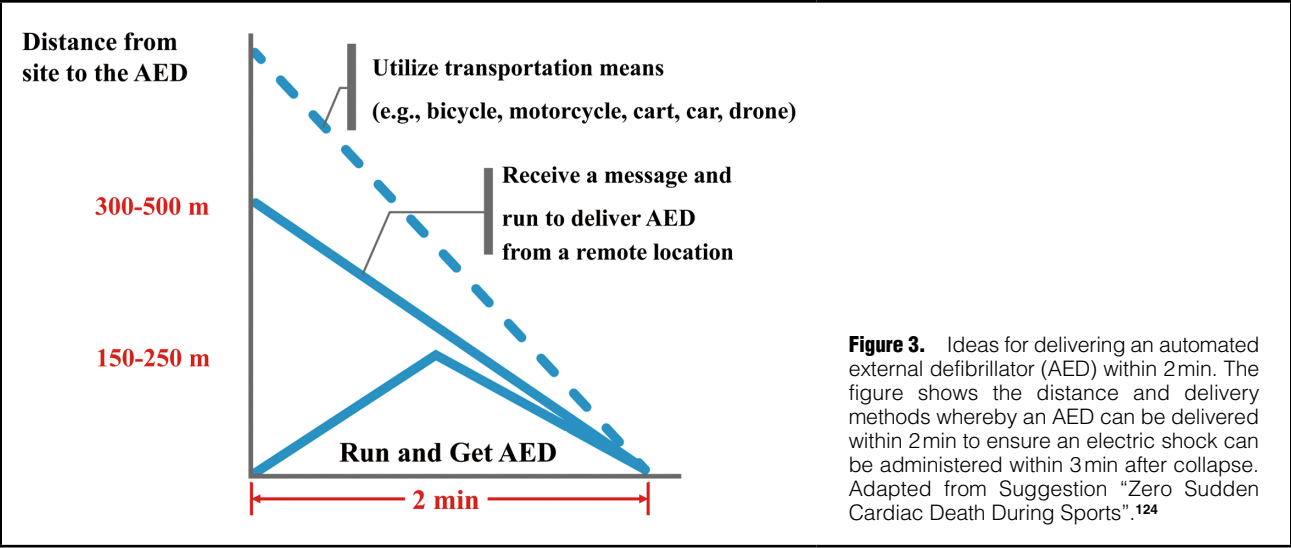 Distance from
site to the AED
Utilize transportation means
(e.g., bicycle, motorcycle, cart, car, drone)
Receive a message and
run to deliver AED
from a remote location
300-500 m
150-250 m
Run and Get AED
2 min
Figure 3. Ideas for delivering an automated
external defibrillator (AED) within 2 min. The
figure shows the distance and delivery
methods whereby an AED can be delivered
within 2 min to ensure an electric shock can
be administered within 3 min after collapse.
Adapted from Suggestion “Zero Sudden
Cardiac Death During Sports”.124